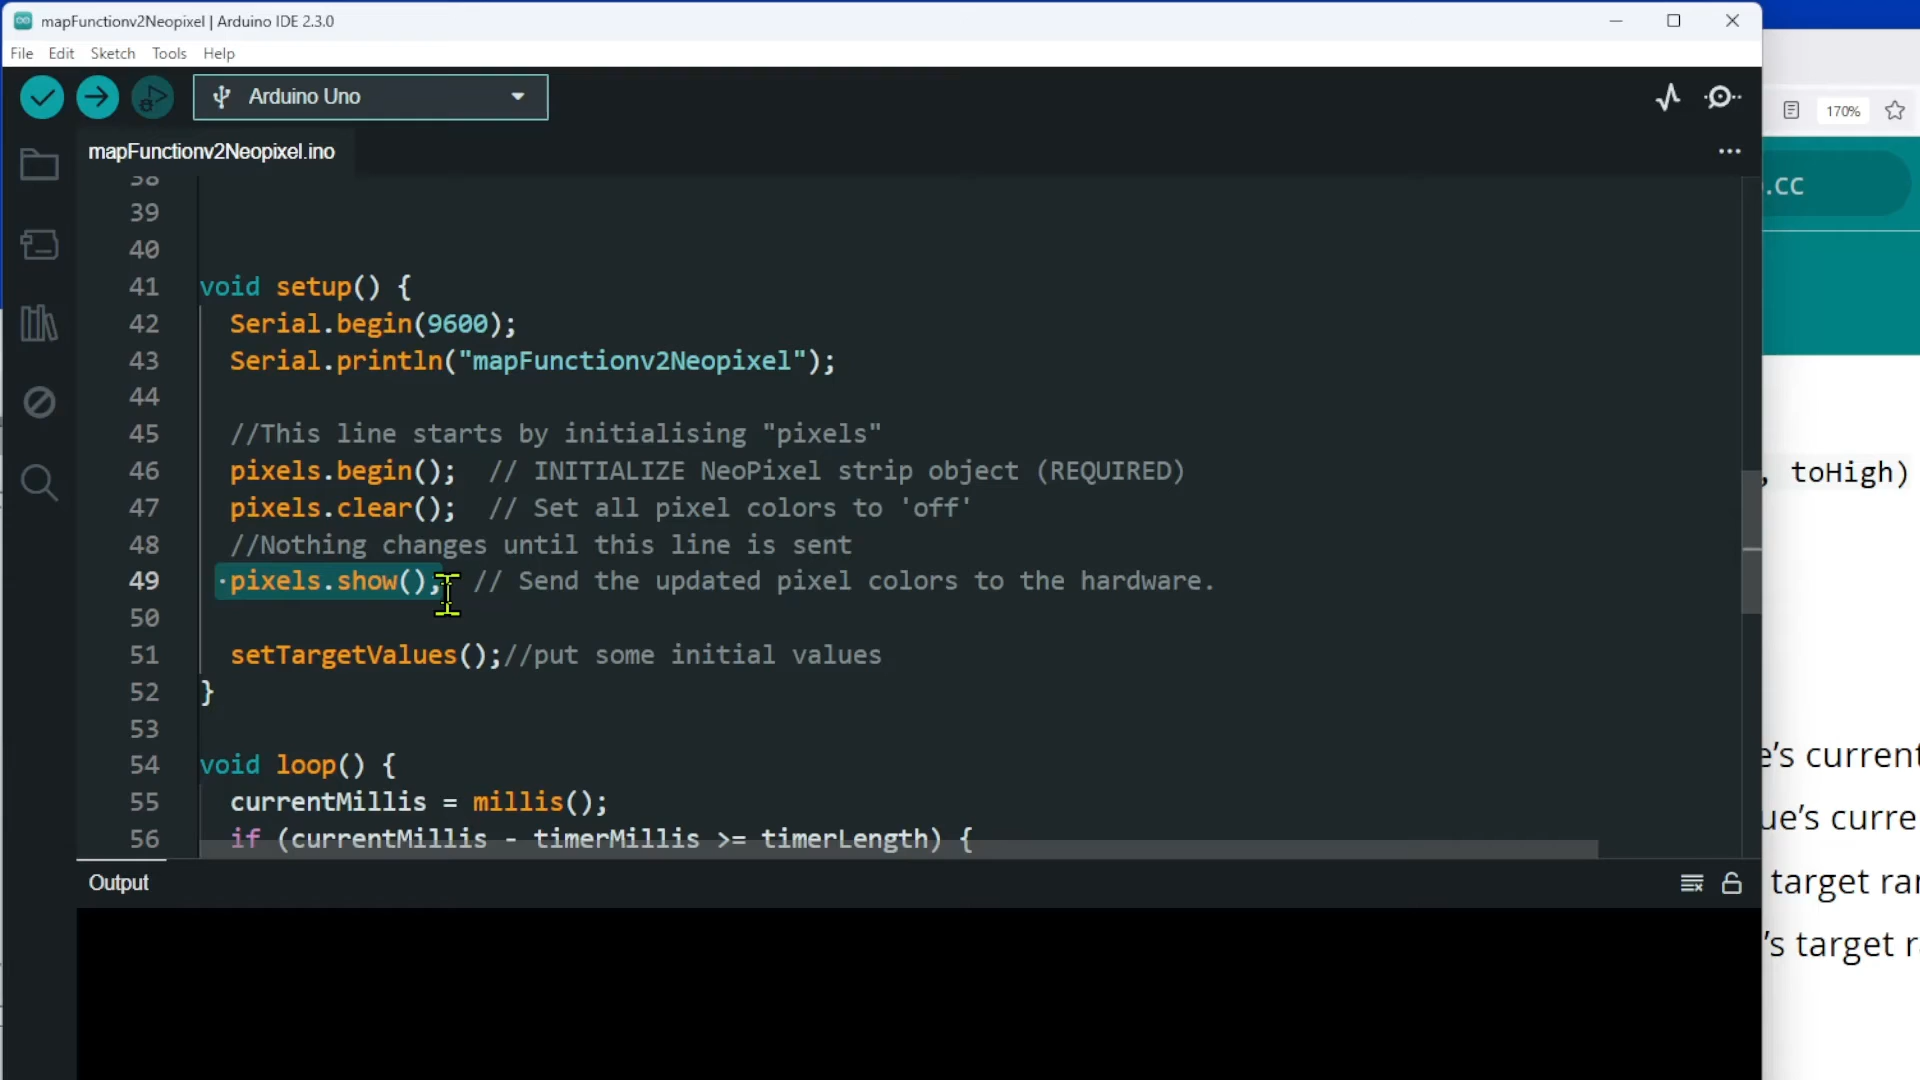 mapFunctionv2Neopixel | Arduino IDE 2.3.0
File Edit Sketch Tools Help
Arduino Uno
170%
mapFunctionv2Neopixel.ino
.cc
38
39
40
41 void setup() {
42 Serial.begin(9600);
43 Serial.println("mapFunctionv2Neopixel");
44
45 //This line starts by initialising "pixels"
46 pixels.begin(); // INITIALIZE NeoPixel strip object (REQUIRED)
47 pixels.clear(); // Set all pixel colors to 'off'
48 //Nothing changes until this line is sent
49 ·pixels.show(); // Send the updated pixel colors to the hardware.
50
51 setTargetValues();//put some initial values
52 }
53
54 void loop() {
55 currentMillis = millis();
56 if (currentMillis - timerMillis >= timerLength) {
, toHigh)
e's current
ue's curre
target ra
's target r
Output